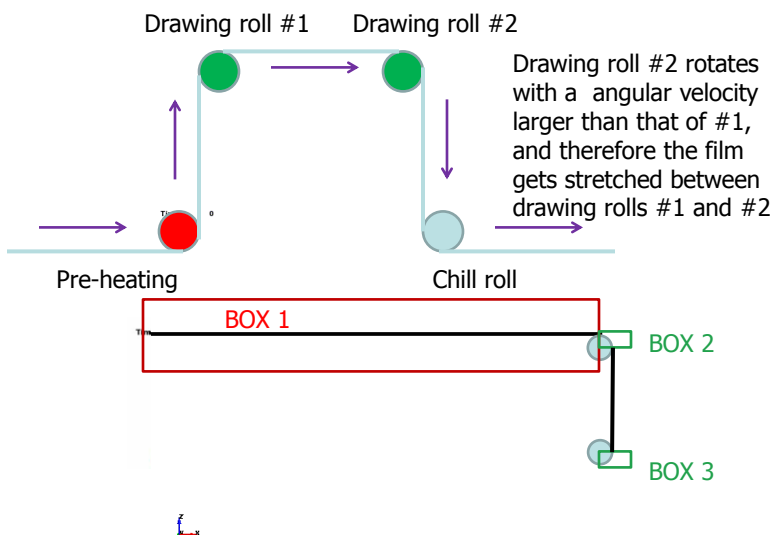 Drawing roll #1
Drawing roll #2
Drawing roll #2 rotates
with a  angular velocity
larger than that of #1,
and therefore the film
gets stretched between
drawing rolls #1 and #2
0
Pre-heating
Chill roll
BOX 1
BOX 2
BOX 3
Z
X